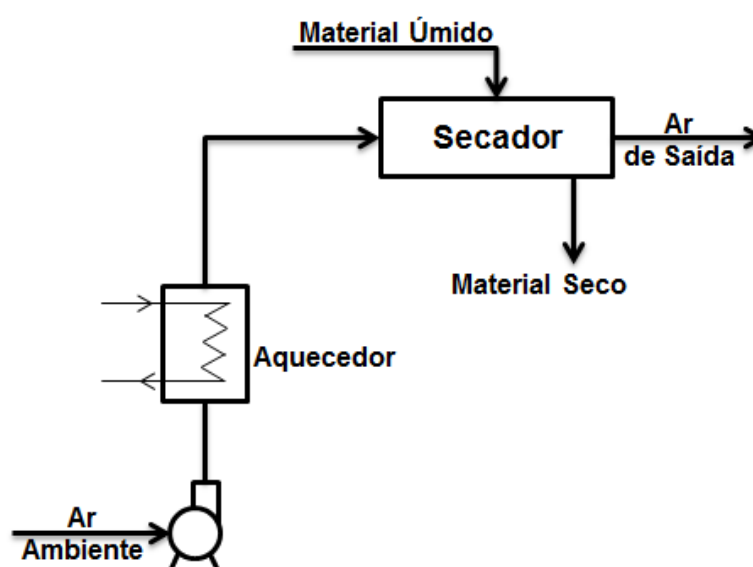 Material Úmido
Secador
Ar
de Saída
Material Seco
Aquecedor
Ar
Ambiente